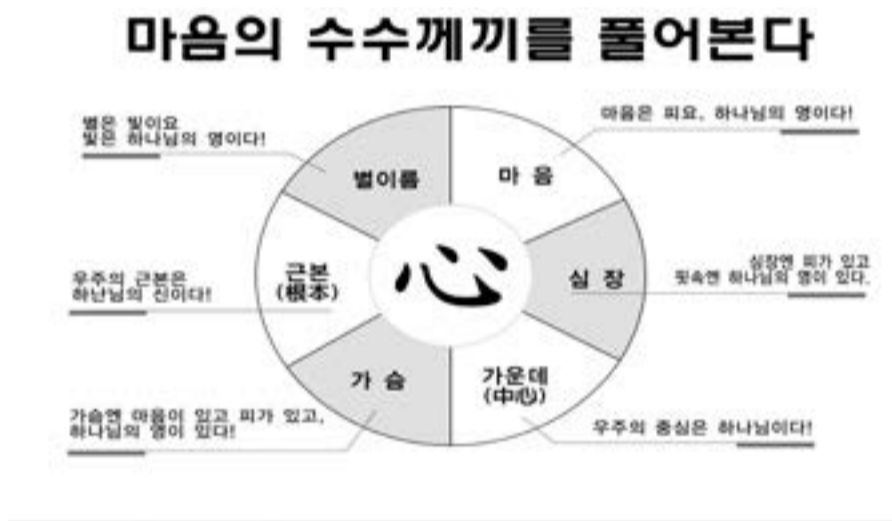 마음의 수수께끼를 풀어본다
별은 빛이요
빛은 하나님의 영이다!
마음은 피요, 하나님의 영이다!
별이름
마 음
심장엔 피가 있고
핏속엔 하나님의 영이 있다.
우주의 근본은
하난님의 신이다!
근본
(根本)
心
심 장
가 슴
가운데
(中心)
가슴엔 마음이 있고 피가 있고,
하나님의 영이 있다!
우주의 중심은 하나님이다!